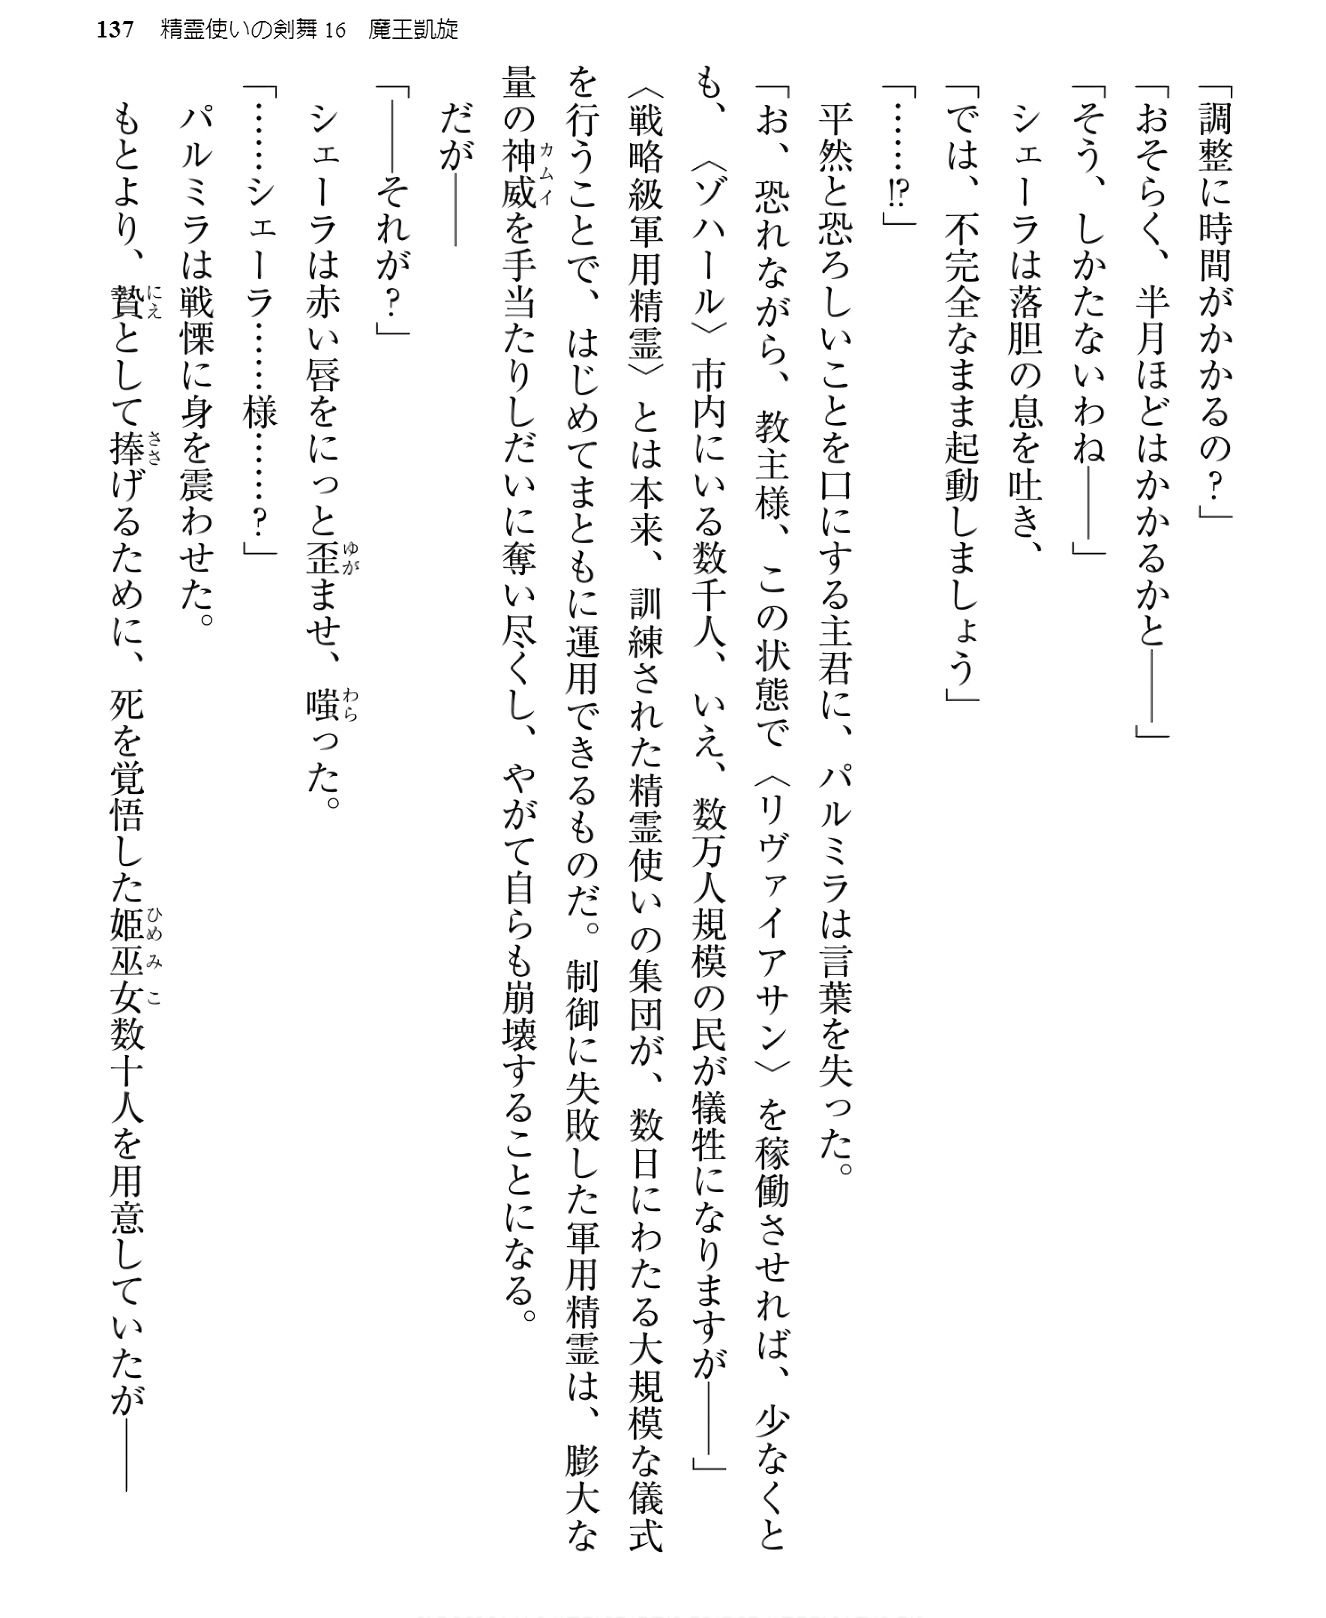 137 精霊使いの剣舞16 魔王凱旋
「調整に時間がかかるの?」
「おそらく、半月ほどはかかるかと――」
「そう、しかたないわね――」
シェーラは落胆の息を吐き、
「では、不完全なまま起動しましょう」
「……!?」
平然と恐ろしいことを口にする主君に、パルミラは言葉を失った。
「お、恐れながら、教主様、この状態で〈リヴァイアサン〉を稼働させれば、少なくと
も、〈ゾハール〉市内にいる数千人、いえ、数万人規模の民が犠牲になりますが――」
〈戦略級軍用精霊〉とは本来、訓練された精霊使いの集団が、数日にわたる大規模な儀式
を行うことで、はじめてまともに運用できるものだ。制御に失敗した軍用精霊は、膨大な
量の神威カムイを手当たりしだいに奪い尽くし、やがて自らも崩壊することになる。
だが――
「――それが?」
シェーラは赤い唇をにっと歪ゆがませ、嗤わらった。
「……シェーラ……様……?」
パルミラは戦慄に身を震わせた。
もとより、贄にえとして捧ささげるために、死を覚悟した姫巫女ひめみこ数十人を用意していたが――